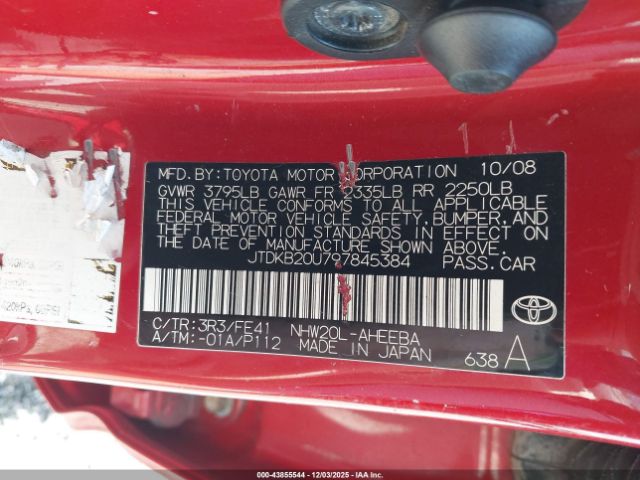 MFD. BY: TOYOTA MOTOR CORPORATION 10/08
GVWR 3795LB GAWR FR 2335LB RR 2250LB
THIS VEHICLE CONFORMS TO ALL APPLICABLE
FEDERAL MOTOR VEHICLE SAFETY, BUMPER, AND
THEFT PREVENTION STANDARDS IN EFFECT ON
THE DATE OF MANUFACTURE SHOWN ABOVE.
JTDKB20U797845384 PASS. CAR
C/TR: 3R3/FE41 NHW20L-AHEEBA
A/TM: -01A/P112 MADE IN JAPAN
638 A
TOYOTA
000-43855544 - 12/03/2025 - IAAI, Inc.